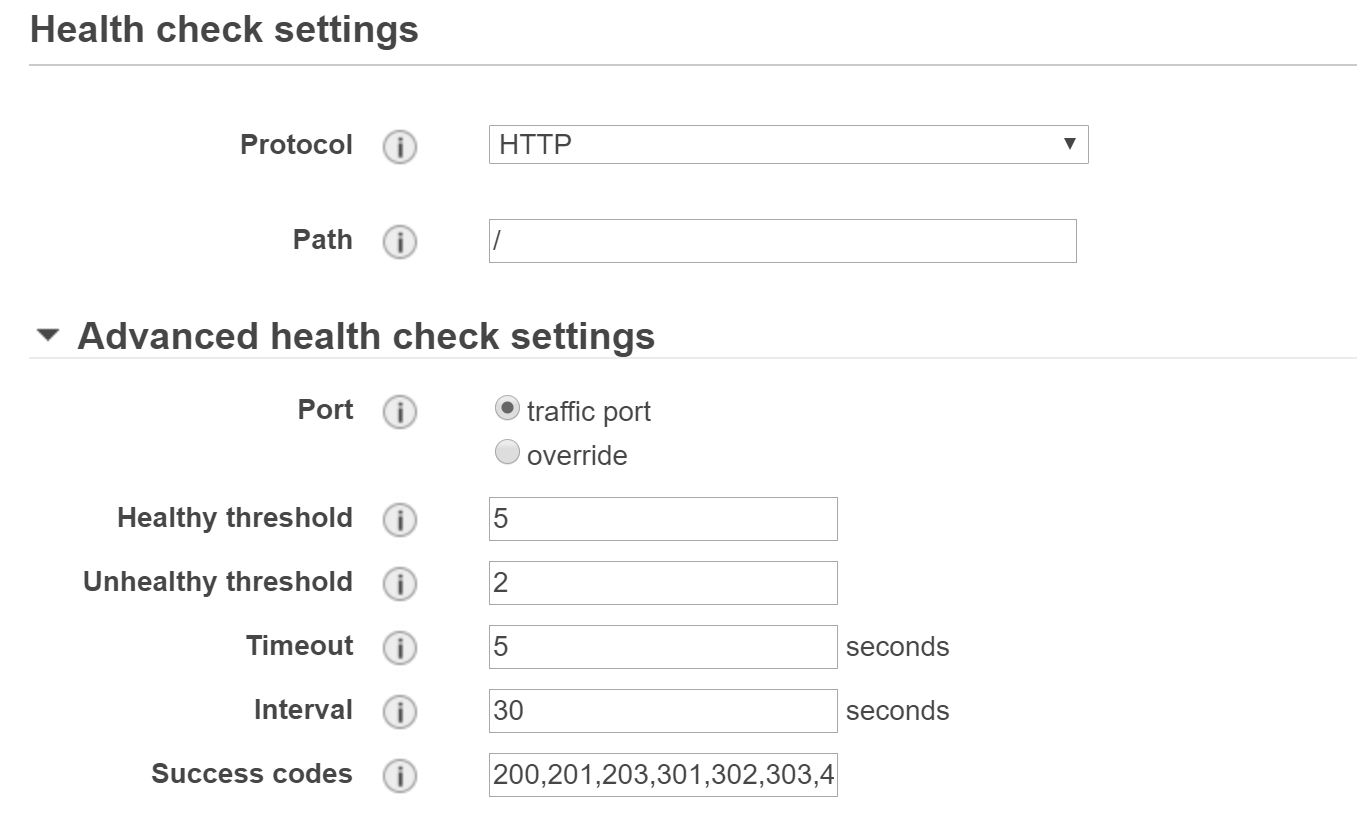 Health check settings
Protocol i HTTP
Path i /
Advanced health check settings
Port i traffic port
override
Healthy threshold i 5
Unhealthy threshold i 2
Timeout i 5 seconds
Interval i 30 seconds
Success codes i 200,201,203,301,302,303,4